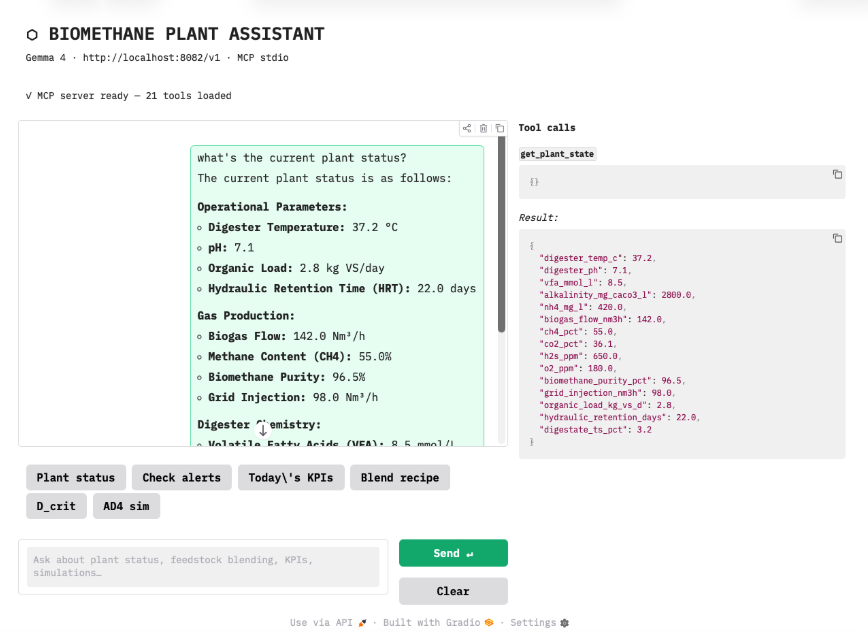 BIOMETHANE PLANT ASSISTANT
Gemma 4 · http://localhost:8082/v1 · MCP stdio
√ MCP server ready — 21 tools loaded
what's the current plant status?
The current plant status is as follows:
Operational Parameters:
Digester Temperature: 37.2 °C
pH: 7.1
Organic Load: 2.8 kg VS/day
Hydraulic Retention Time (HRT): 22.0 days
Gas Production:
Biogas Flow: 142.0 Nm³/h
Methane Content (CH4): 55.0%
Biomethane Purity: 96.5%
Grid Injection: 98.0 Nm³/h
Digester Chemistry:
Volatile Fatty Acids (VFA): 8.5 mmol/L
Tool calls
get_plant_state
{}
Result:
{
"digester_temp_c": 37.2,
"digester_ph": 7.1,
"vfa_mmol_l": 8.5,
"alkalinity_mg_caco3_l": 2800.0,
"nh4_mg_l": 420.0,
"biogas_flow_nm3h": 142.0,
"ch4_pct": 55.0,
"co2_pct": 36.1,
"h2s_ppm": 650.0,
"o2_ppm": 180.0,
"biomethane_purity_pct": 96.5,
"grid_injection_nm3h": 98.0,
"organic_load_kg_vs_d": 2.8,
"hydraulic_retention_days": 22.0,
"digestate_ts_pct": 3.2
}
Plant status
Check alerts
Today\'s KPIs
Blend recipe
D_crit
AD4 sim
Ask about plant status, feedstock blending, KPIs,
simulations…
Send ↵
Clear
Use via API · Built with Gradio · Settings